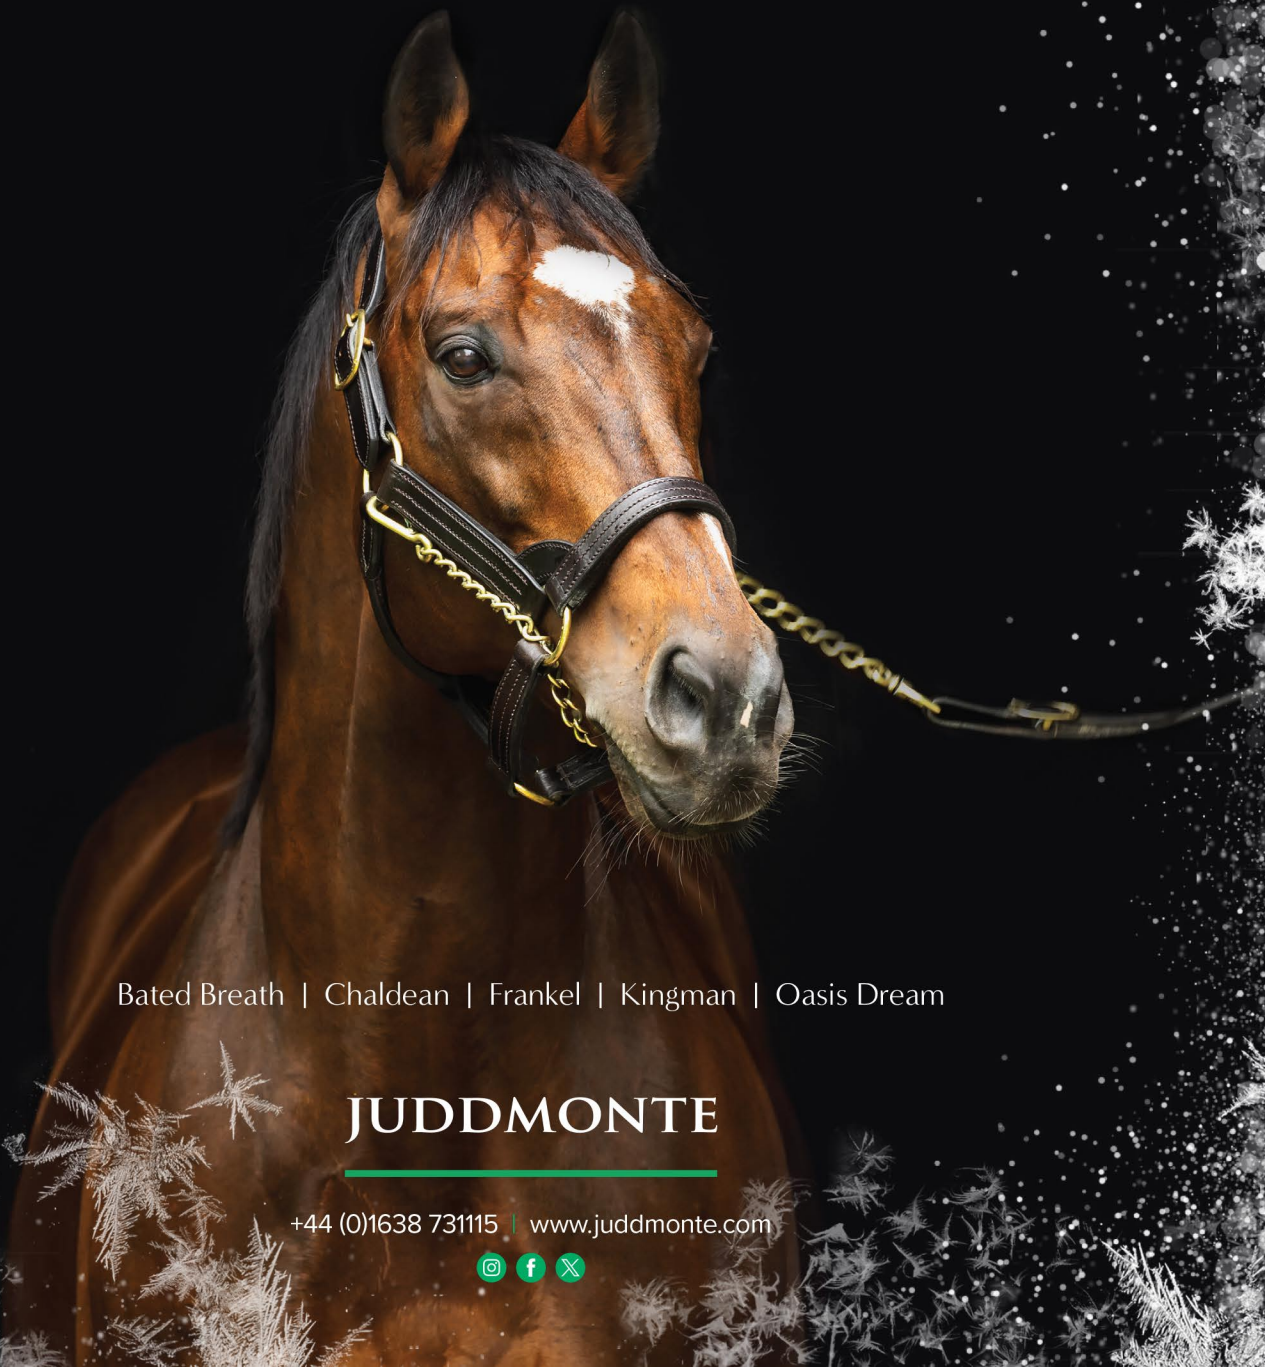 Bated Breath | Chaldean | Frankel | Kingman | Oasis Dream
JUDDMONTE
+44 (0)1638 731115 | www.juddmonte.com